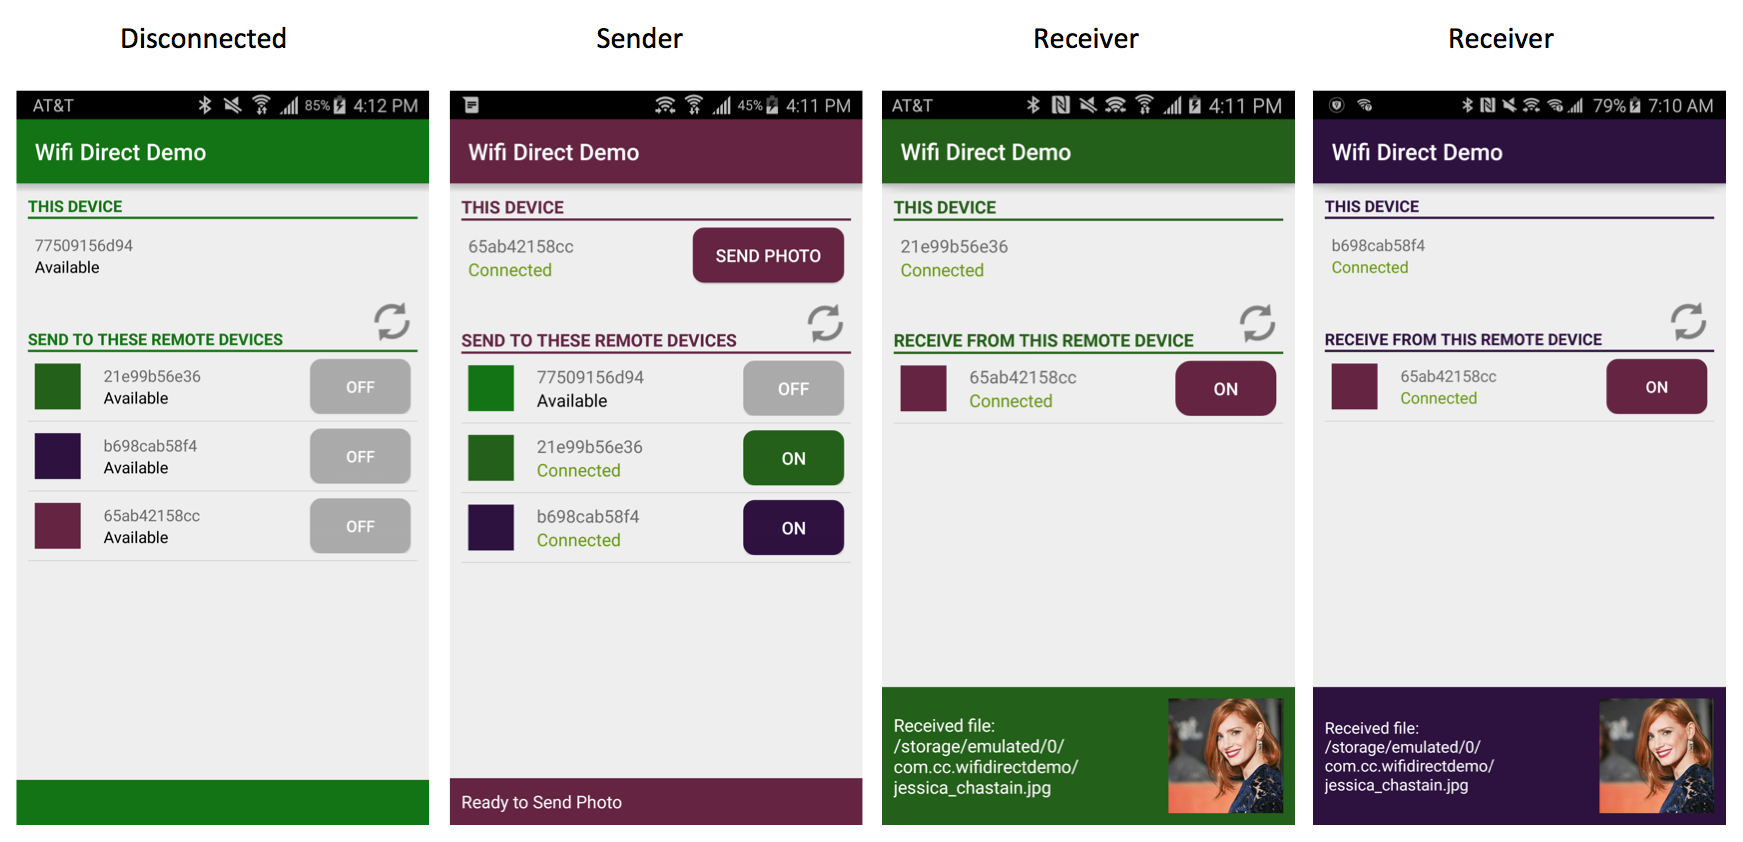 Disconnected
AT&T
85%
4:12 PM
Wifi Direct Demo
THIS DEVICE
77509156d94
Available
SEND TO THESE REMOTE DEVICES
21e99b56e36
Available
OFF
b698cab58f4
Available
OFF
65ab42158cc
Available
OFF
Sender
45%
4:11 PM
Wifi Direct Demo
THIS DEVICE
65ab42158cc
Connected
SEND PHOTO
SEND TO THESE REMOTE DEVICES
77509156d94
Available
OFF
21e99b56e36
Connected
ON
b698cab58f4
Connected
ON
Ready to Send Photo
Receiver
AT&T
4:11 PM
Wifi Direct Demo
THIS DEVICE
21e99b56e36
Connected
RECEIVE FROM THIS REMOTE DEVICE
65ab42158cc
Connected
ON
Received file:
/storage/emulated/0/
com.cc.wifidirectdemo/
jessica_chastain.jpg
Receiver
79%
7:10 AM
Wifi Direct Demo
THIS DEVICE
b698cab58f4
Connected
RECEIVE FROM THIS REMOTE DEVICE
65ab42158cc
Connected
ON
Received file:
/storage/emulated/0/
com.cc.wifidirectdemo/
jessica_chastain.jpg